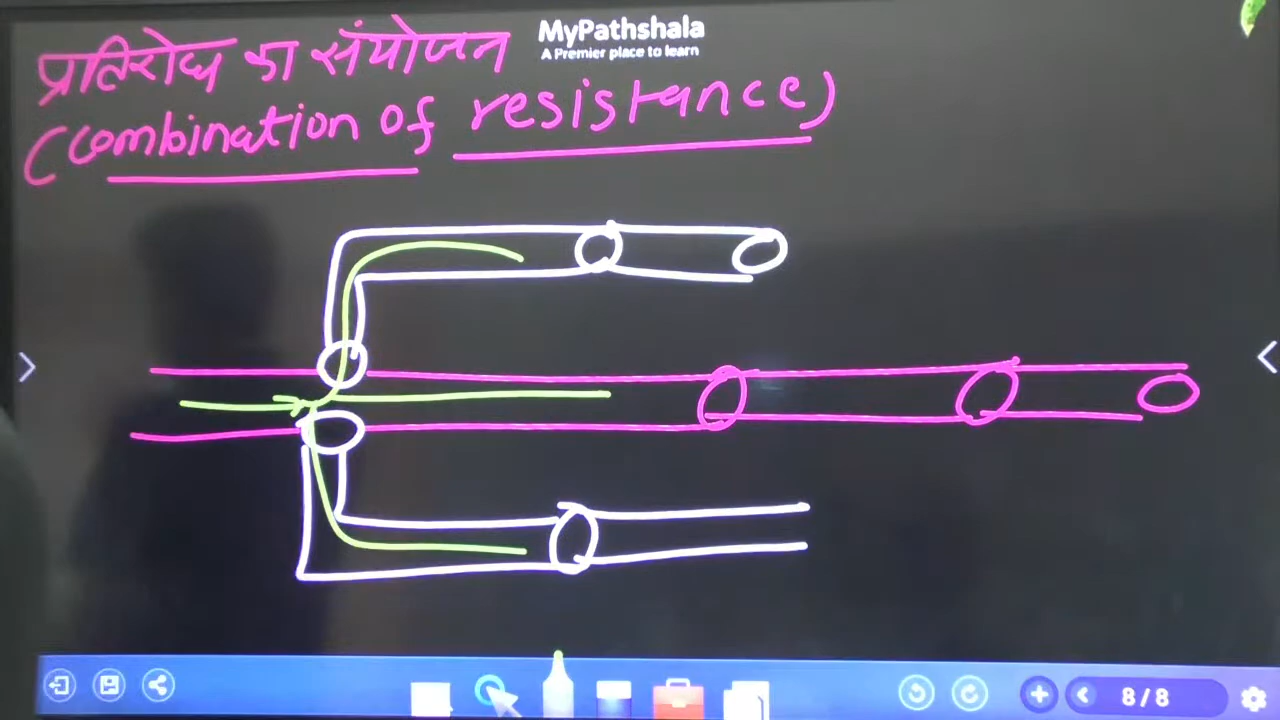 MyPathshala
A Premier place to learn
प्रतिरोध का संयोजन
(combination of resistance)
8/8